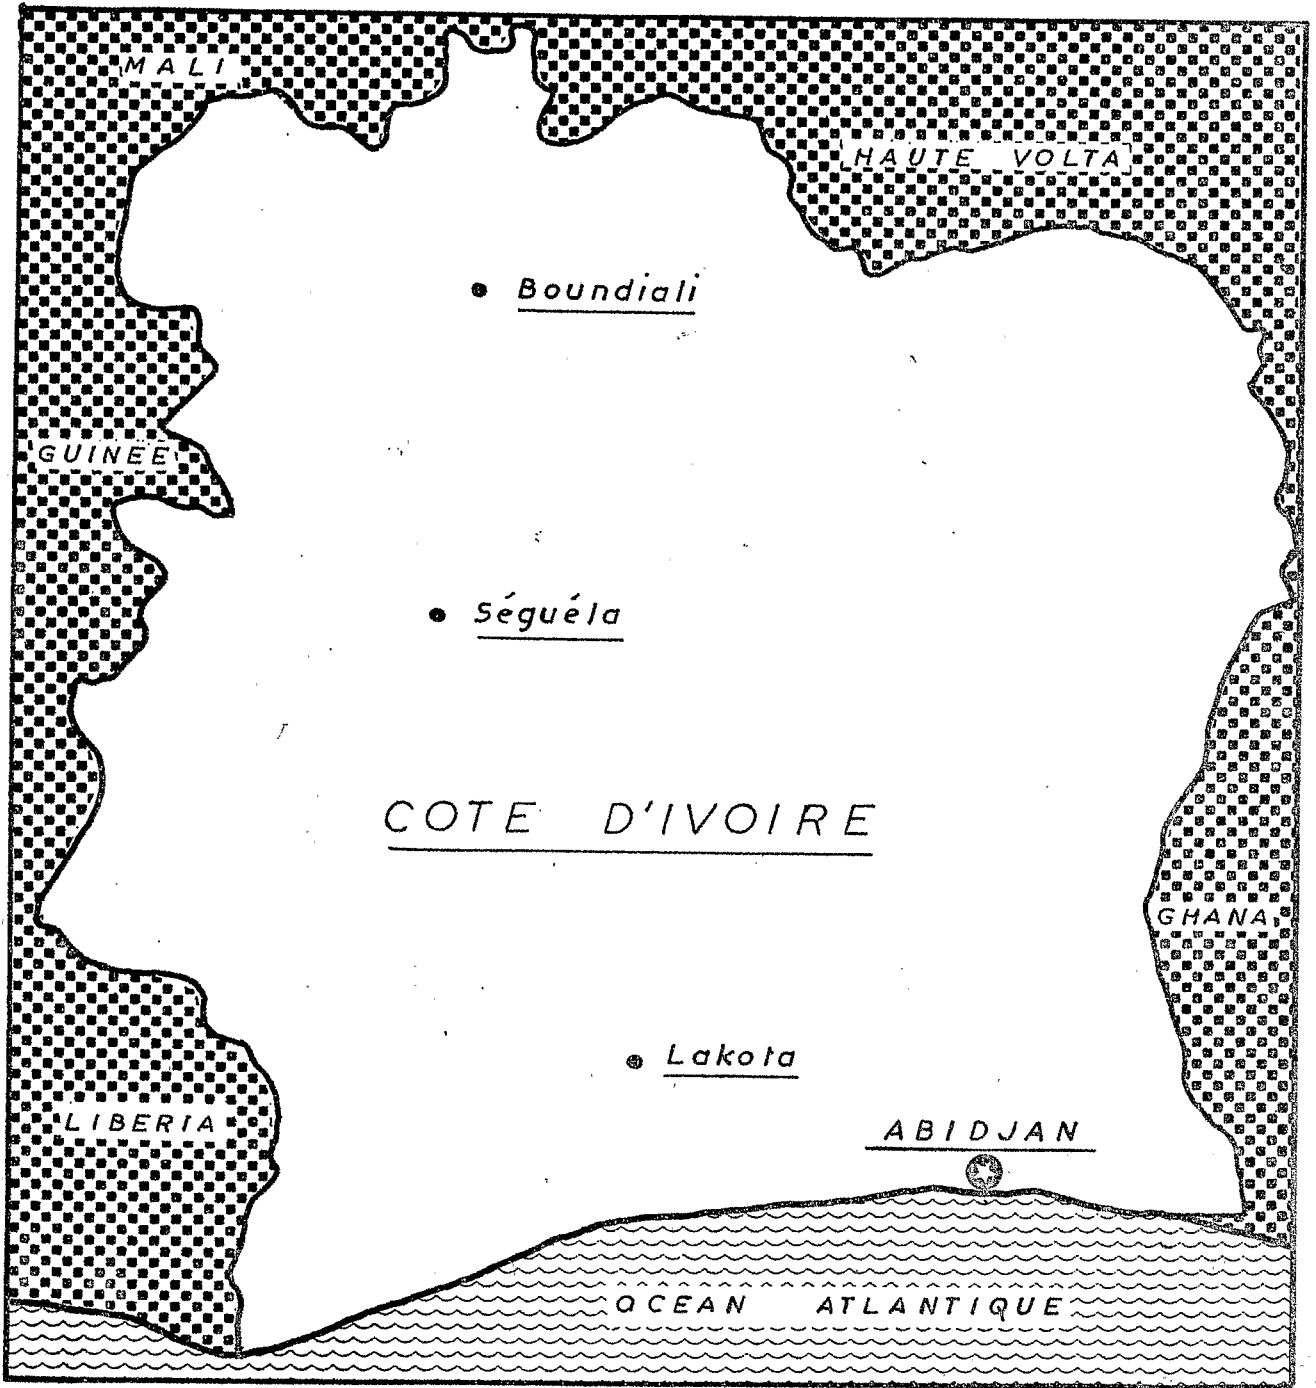 MALI
HAUTE VOLTA
Boundiali
GUINEE
Séguéla
COTE D'IVOIRE
GHANA
Lakota
LIBERIA
ABIDJAN
OCEAN ATLANTIQUE